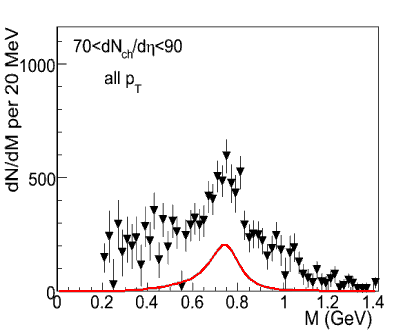 70<dN_ch/dη<90
all p_T
dN/dM per 20 MeV
1000
500
0
0 0.2 0.4 0.6 0.8 1 1.2 1.4
M (GeV)